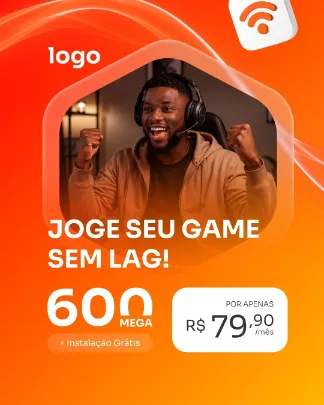 logo
JOGE SEU GAME
SEM LAG!
600
MEGA
+ Instalação Grátis
POR APENAS
R$ 79,90
/mês